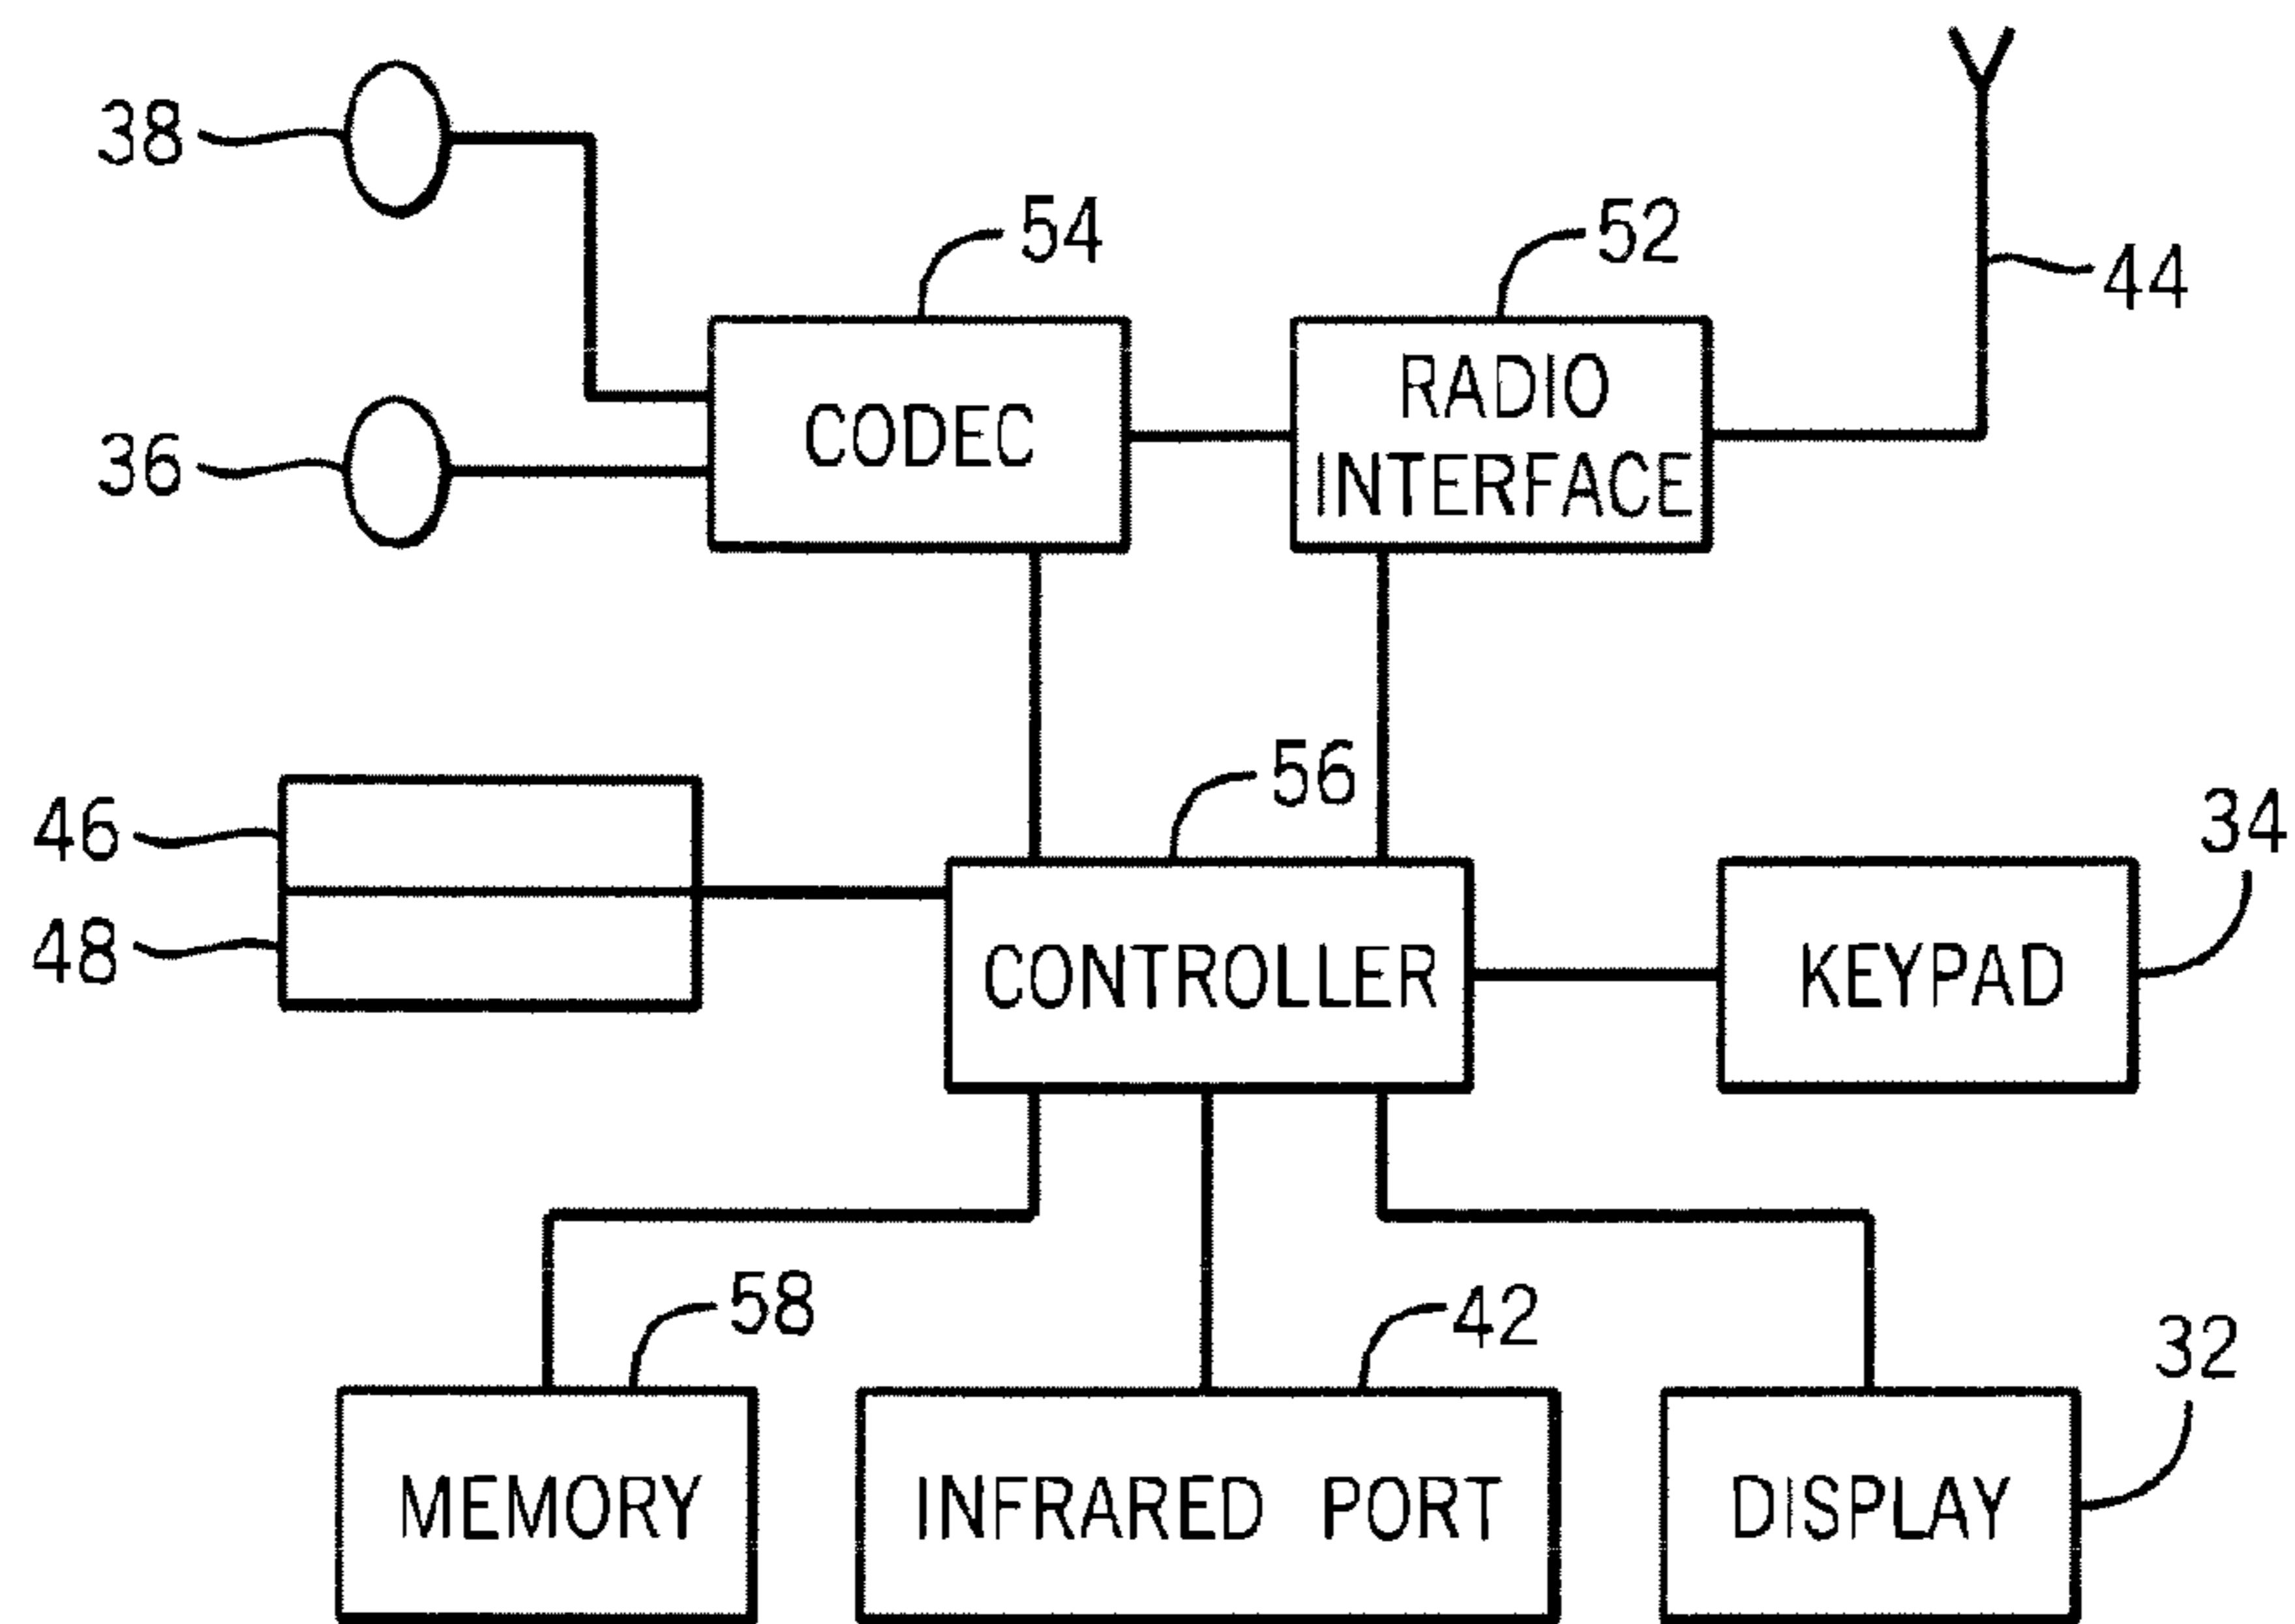 38
54
52
44
CODEC
RADIO
INTERFACE
36
46
48
56
34
CONTROLLER
KEYPAD
58
42
32
MEMORY
INFRARED PORT
DISPLAY